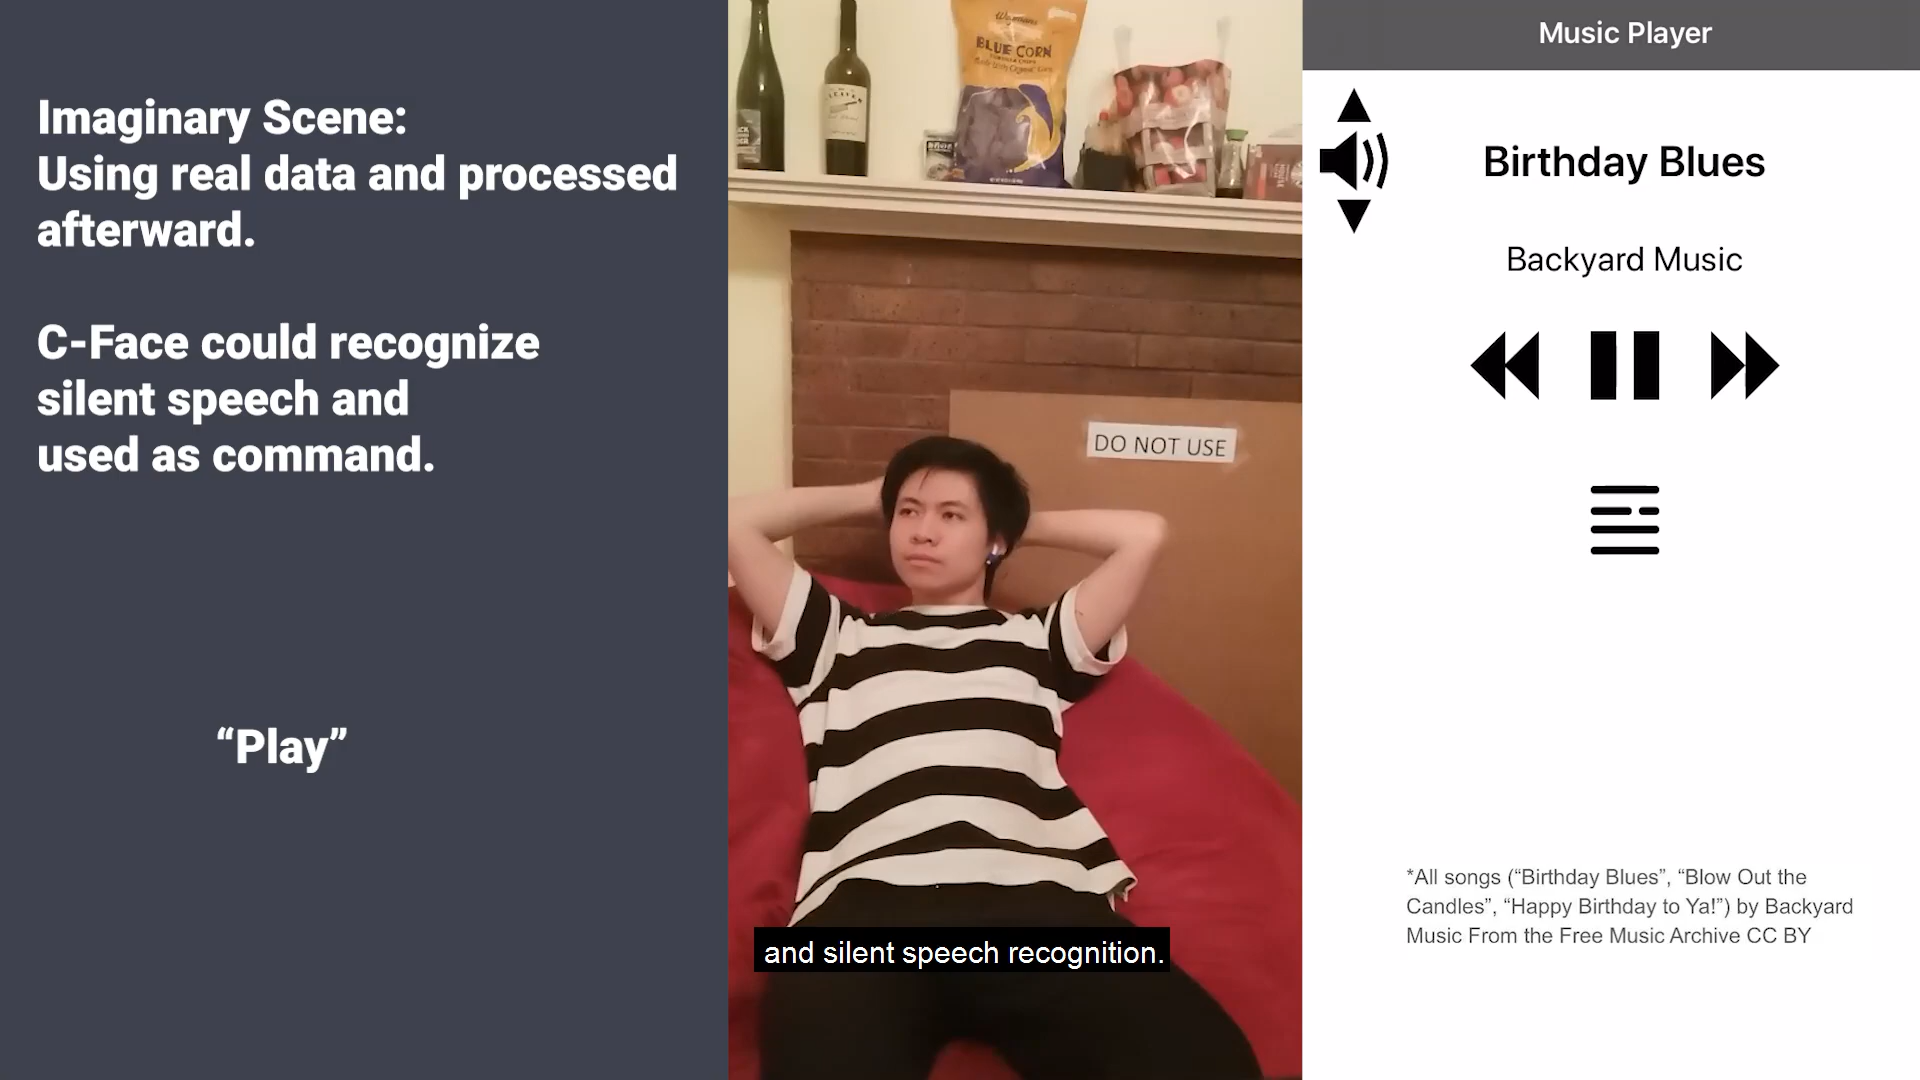 Imaginary Scene:
Using real data and processed
afterward.
C-Face could recognize
silent speech and
used as command.
“Play”
Wegmans
BLUE CORN
DO NOT USE
and silent speech recognition.
Music Player
Birthday Blues
Backyard Music
*All songs (“Birthday Blues”, “Blow Out the
Candles”, “Happy Birthday to Ya!”) by Backyard
Music From the Free Music Archive CC BY